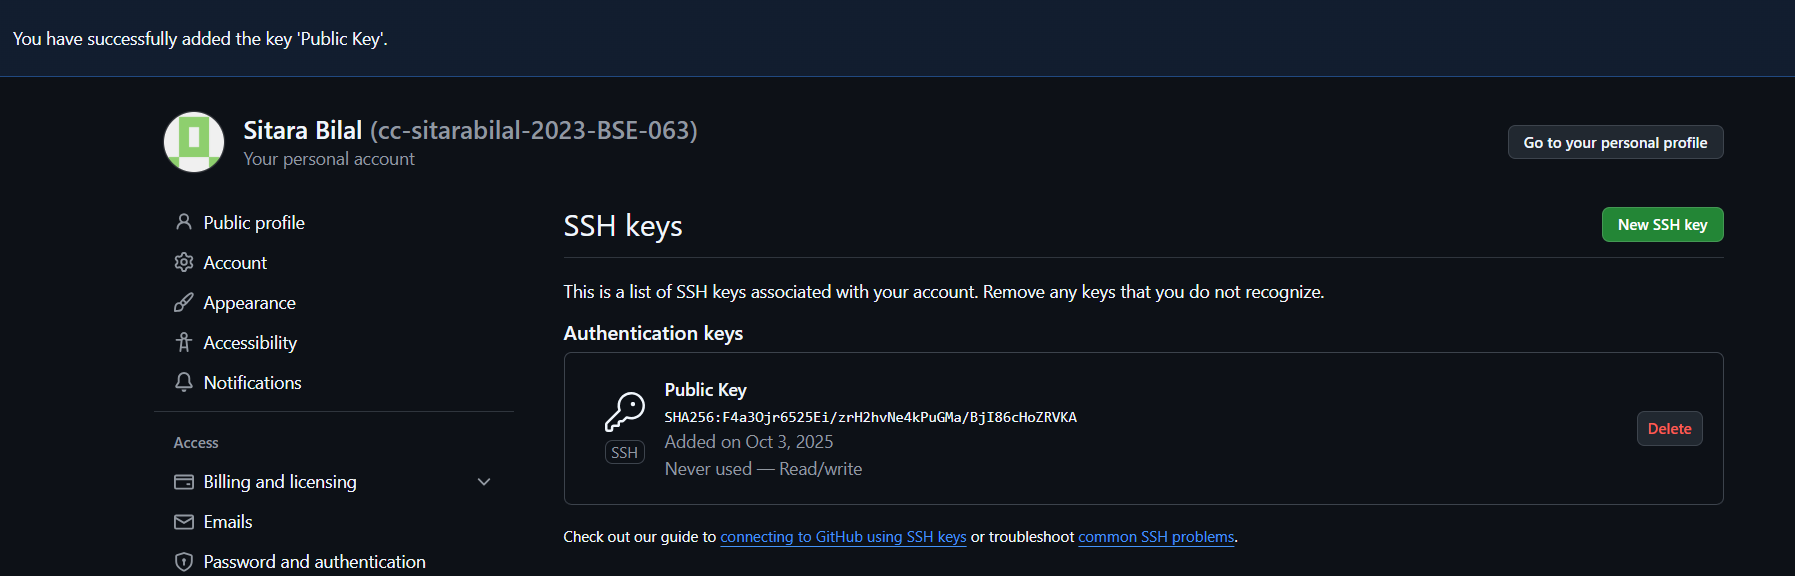 You have successfully added the key 'Public Key'.
Sitara Bilal (cc-sitarabilal-2023-BSE-063)
Your personal account
Go to your personal profile
Public profile
Account
Appearance
Accessibility
Notifications
Access
Billing and licensing
Emails
Password and authentication
SSH keys
New SSH key
This is a list of SSH keys associated with your account. Remove any keys that you do not recognize.
Authentication keys
SSH
Public Key
SHA256:F4a3Ojr6525Ei/zrH2hvNe4kPuGMa/BjI86cHoZRVKA
Added on Oct 3, 2025
Never used — Read/write
Delete
Check out our guide to connecting to GitHub using SSH keys or troubleshoot common SSH problems.